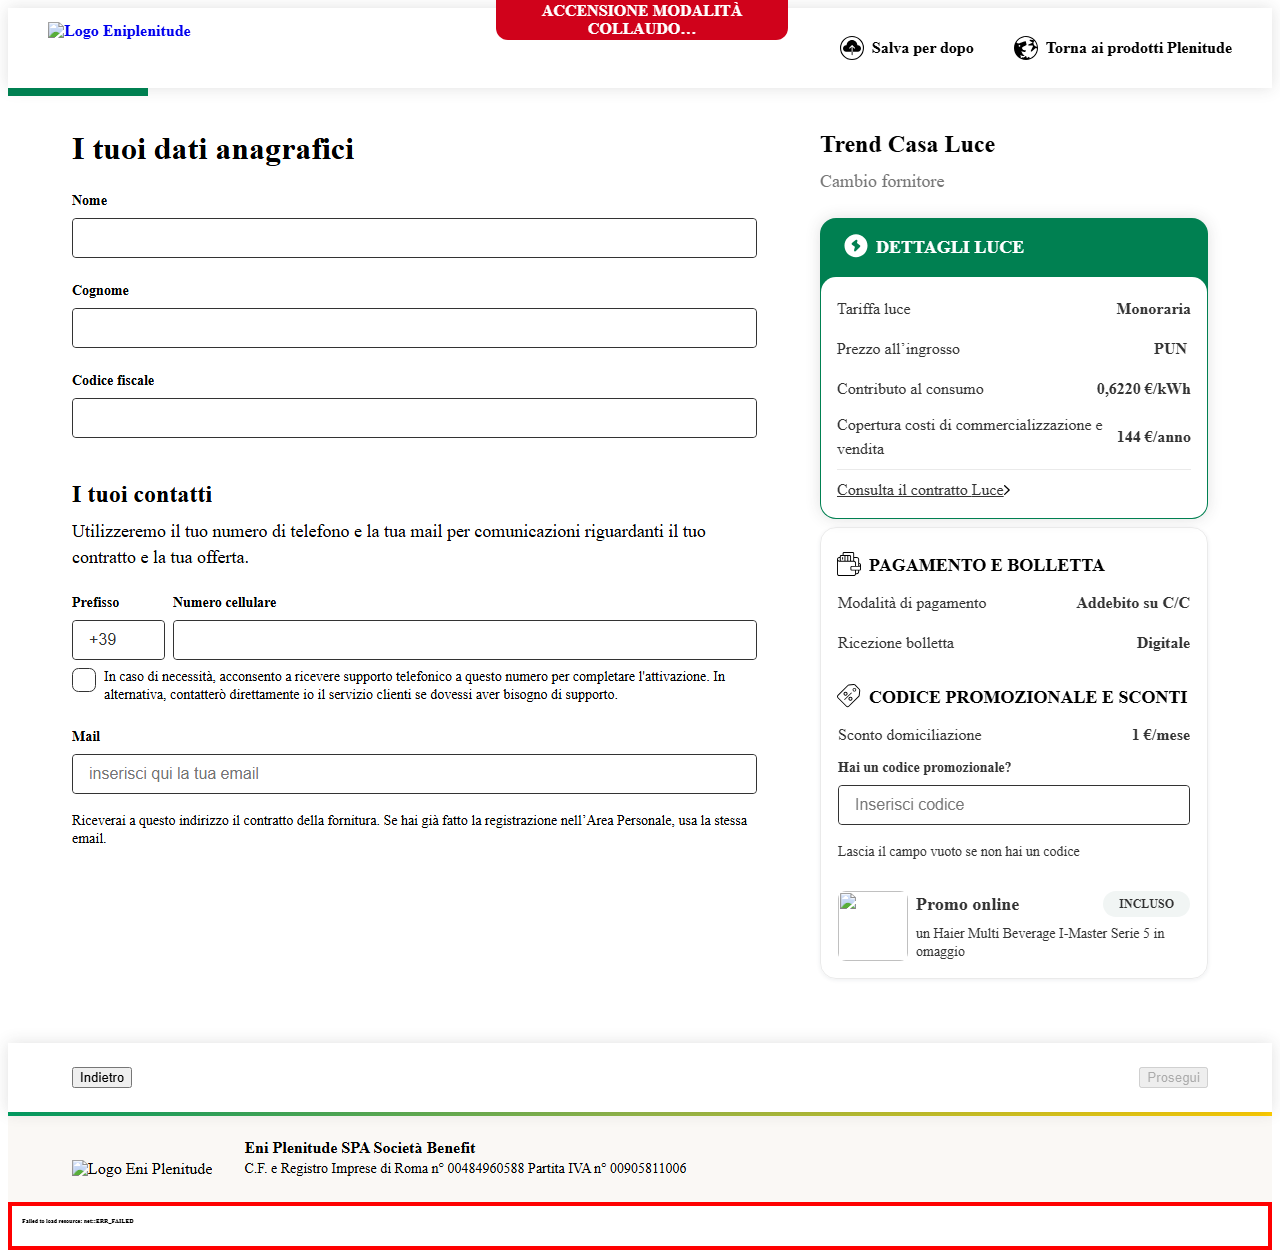 Logo Eniplenitude
ACCENSIONE MODALITÀ
COLLAUDO...
Salva per dopo
Torna ai prodotti Plenitude
I tuoi dati anagrafici
Nome
Cognome
Codice fiscale
I tuoi contatti
Utilizzeremo il tuo numero di telefono e la tua mail per comunicazioni riguardanti il tuo
contratto e la tua offerta.
Prefisso
Numero cellulare
+39
In caso di necessità, acconsento a ricevere supporto telefonico a questo numero per completare l'attivazione. In
alternativa, contatterò direttamente io il servizio clienti se dovessi aver bisogno di supporto.
Mail
inserisci qui la tua email
Riceverai a questo indirizzo il contratto della fornitura. Se hai già fatto la registrazione nell’Area Personale, usa la stessa
email.
Trend Casa Luce
Cambio fornitore
DETTAGLI LUCE
Tariffa luce
Monoraria
Prezzo all’ingrosso
PUN
Contributo al consumo
0,6220 €/kWh
Copertura costi di commercializzazione e
vendita
144 €/anno
Consulta il contratto Luce
PAGAMENTO E BOLLETTA
Modalità di pagamento
Addebito su C/C
Ricezione bolletta
Digitale
CODICE PROMOZIONALE E SCONTI
Sconto domiciliazione
1 €/mese
Hai un codice promozionale?
Inserisci codice
Lascia il campo vuoto se non hai un codice
Promo online
INCLUSO
un Haier Multi Beverage I-Master Serie 5 in
omaggio
Indietro
Prosegui
Logo Eni Plenitude
Eni Plenitude SPA Società Benefit
C.F. e Registro Imprese di Roma n° 00484960588 Partita IVA n° 00905811006
Failed to load resource: net::ERR_FAILED